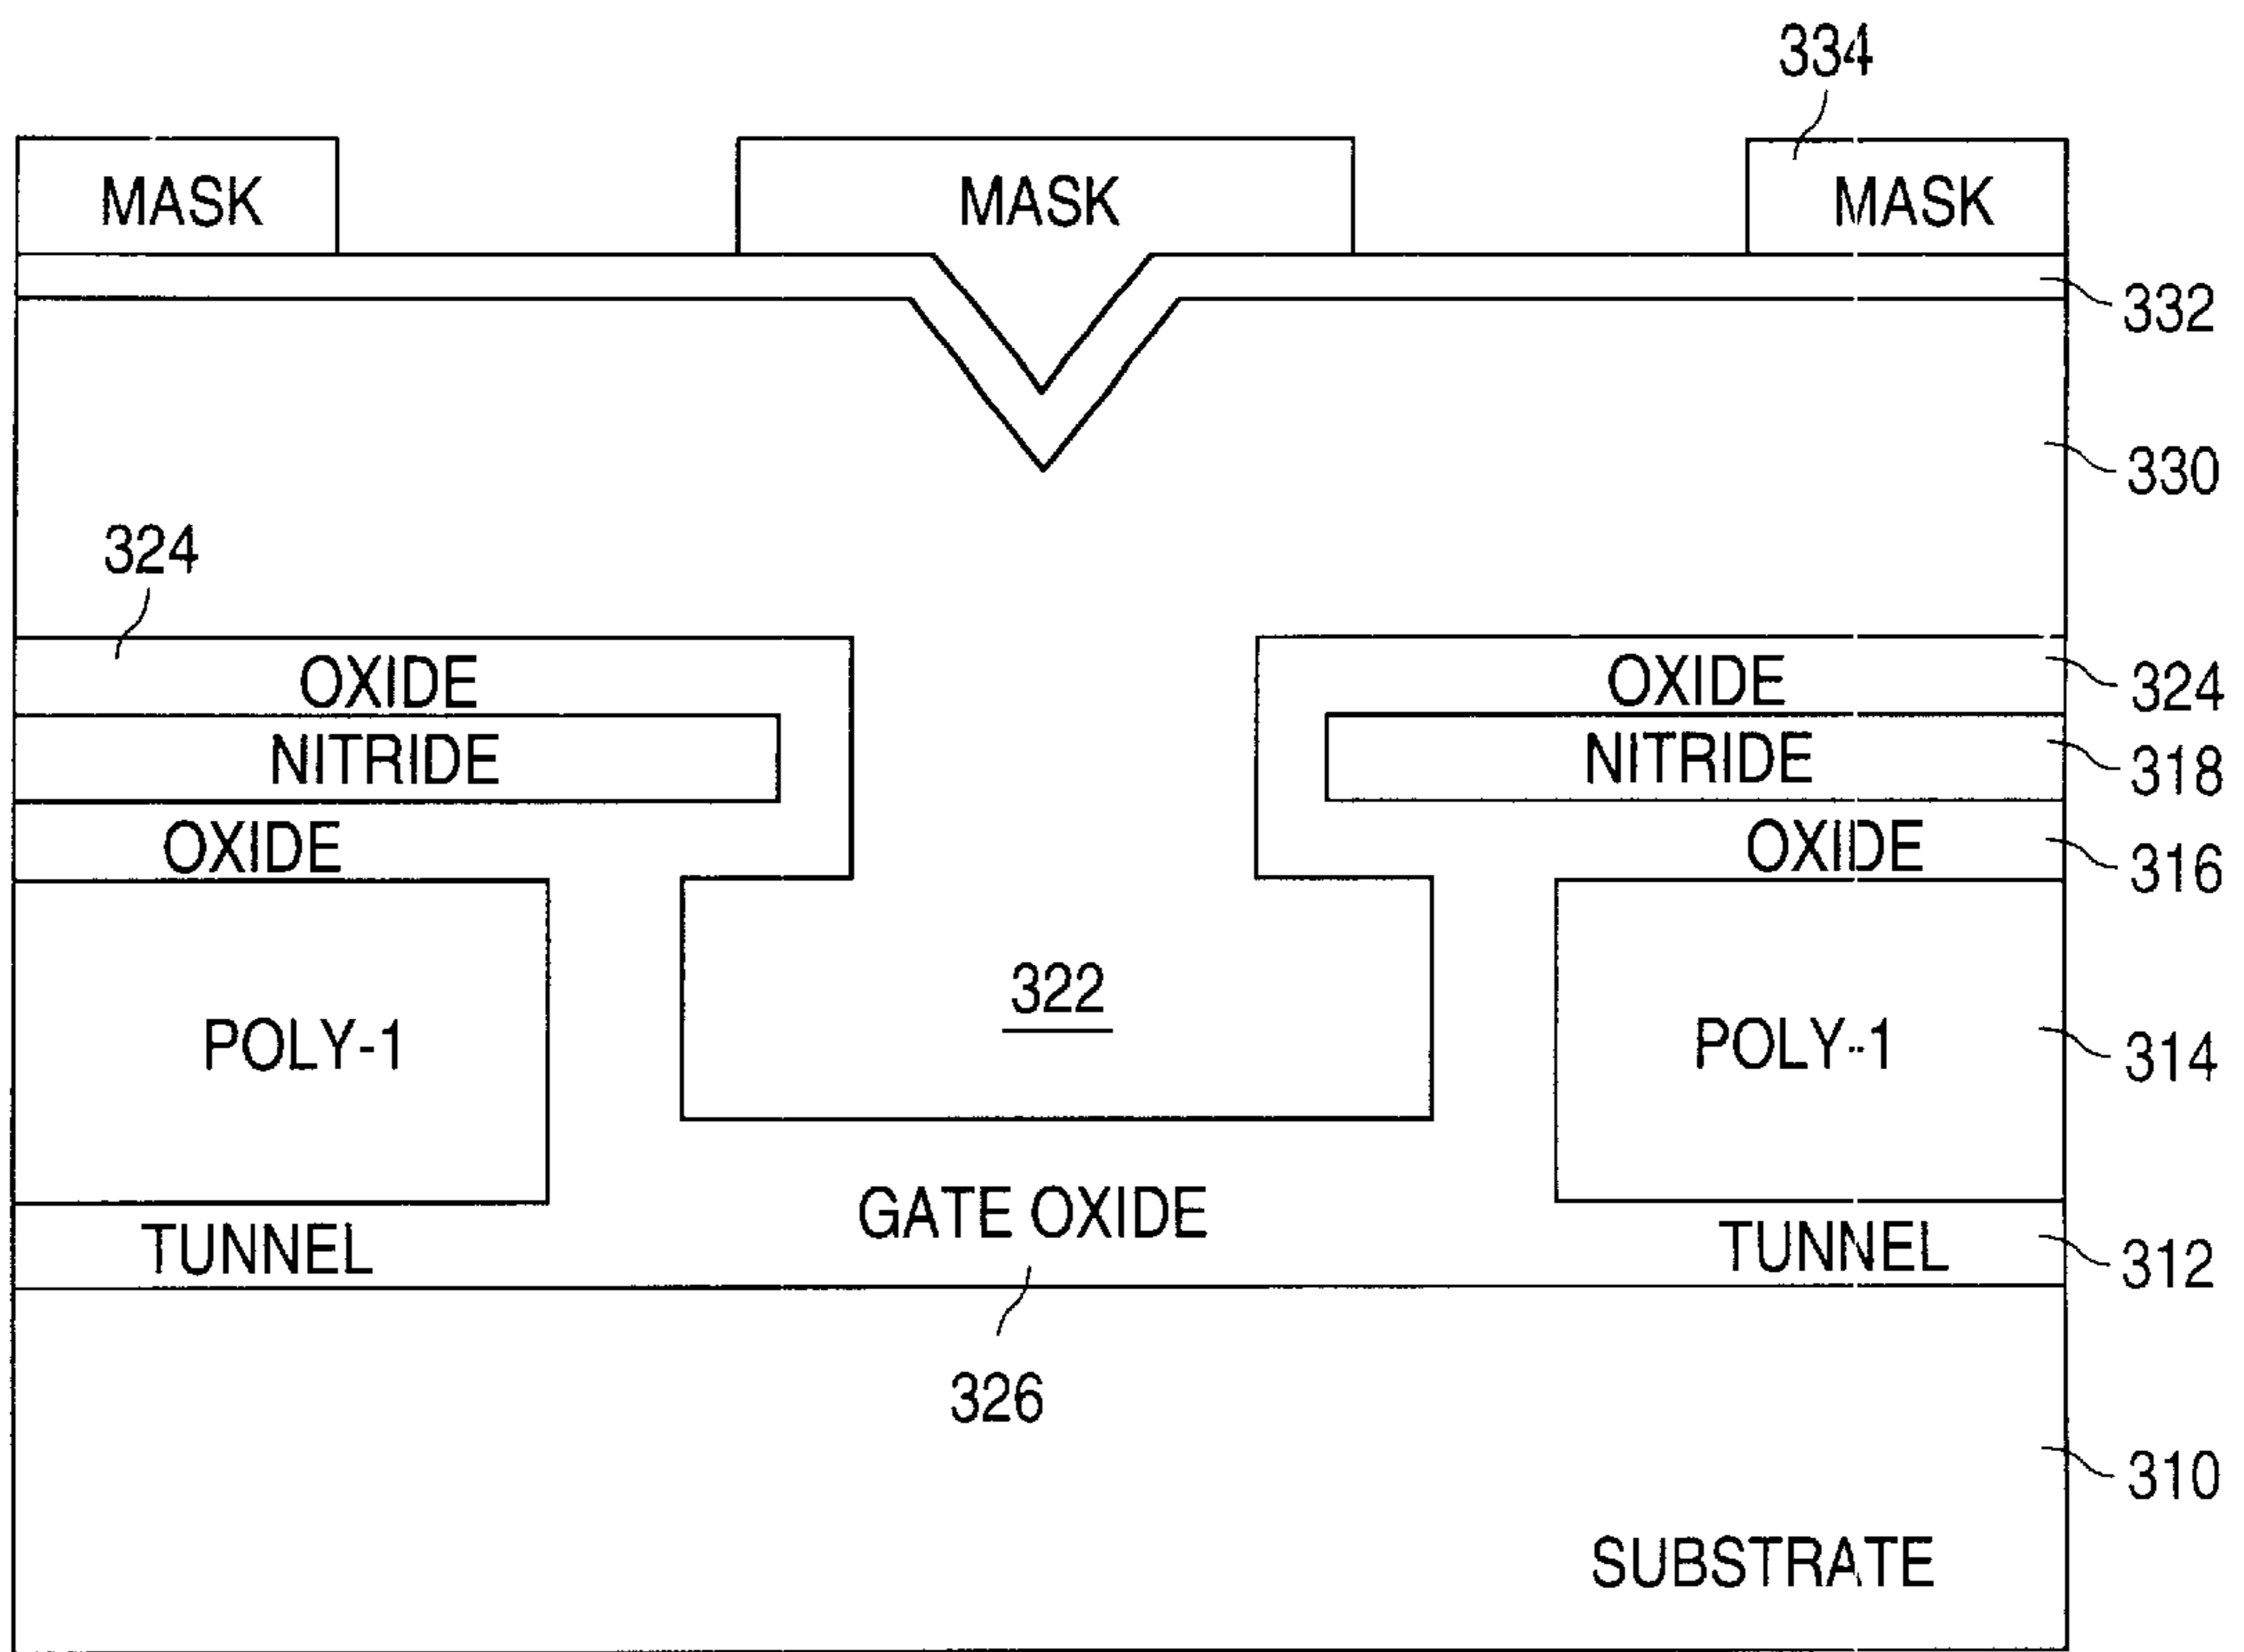 334
MASK
MASK
MASK
332
330
324
OXIDE
OXIDE
324
NITRIDE
NITRIDE
318
OXIDE
OXIDE
316
322
POLY-1
POLY-1
314
GATE OXIDE
TUNNEL
TUNNEL
312
326
310
SUBSTRATE